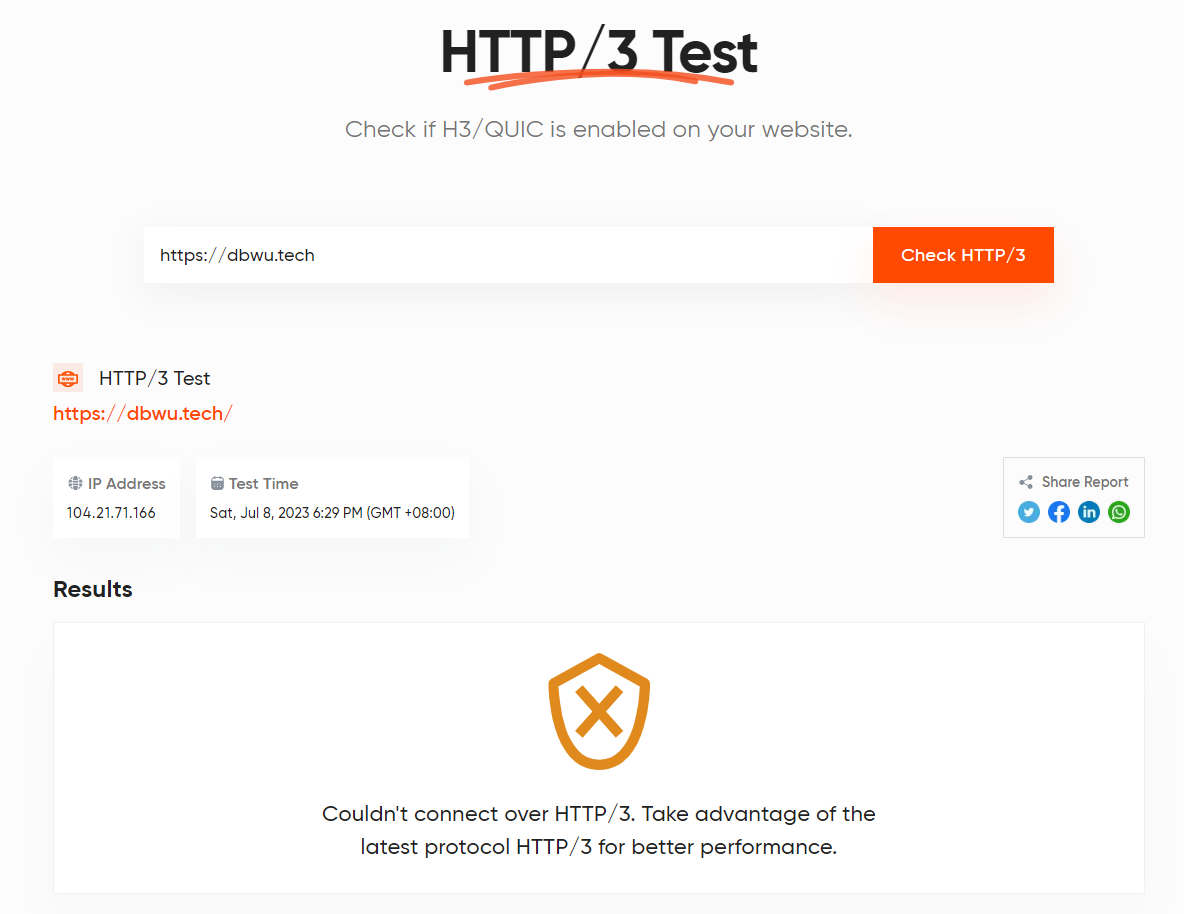 HTTP/3 Test
Check if H3/QUIC is enabled on your website.
https://dbwu.tech
Check HTTP/3
www
HTTP/3 Test
https://dbwu.tech/
IP Address
104.21.71.166
Test Time
Sat, Jul 8, 2023 6:29 PM (GMT +08:00)
Share Report
in
Results
Couldn't connect over HTTP/3. Take advantage of the
latest protocol HTTP/3 for better performance.